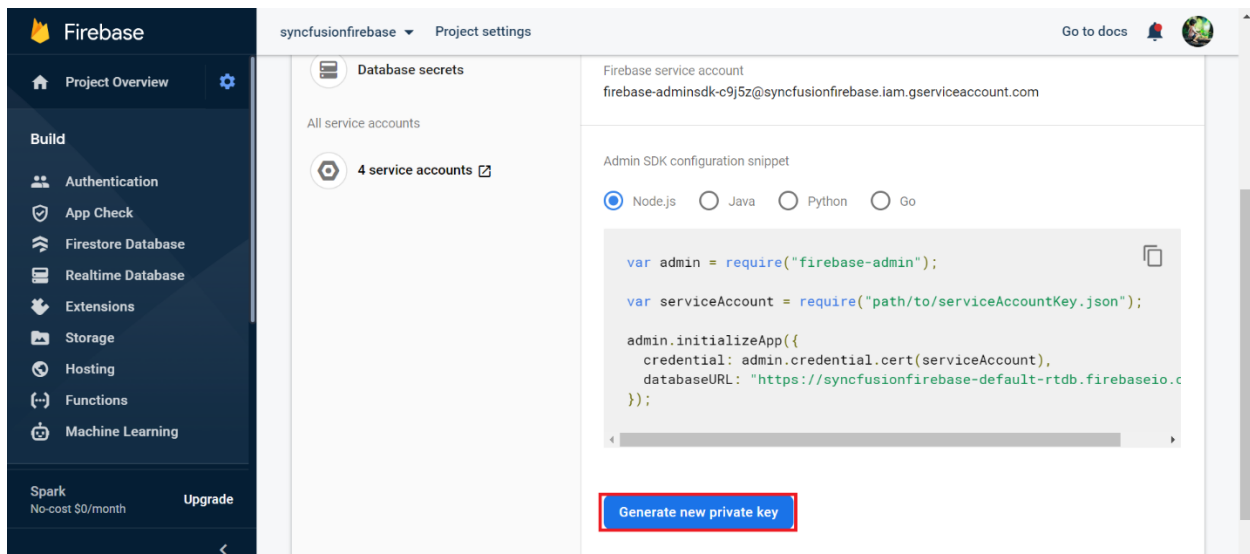 Firebase
Project Overview
Build
Authentication
App Check
Firestore Database
Realtime Database
Extensions
Storage
Hosting
Functions
Machine Learning
Spark
No-cost $0/month
Upgrade
syncfusionfirebase
Project settings
Go to docs
Database secrets
All service accounts
4 service accounts
Firebase service account
firebase-adminsdk-c9j5z@syncfusionfirebase.iam.gserviceaccount.com
Admin SDK configuration snippet
Node.js Java Python Go
var admin = require("firebase-admin");
var serviceAccount = require("path/to/serviceAccountKey.json");
admin.initializeApp({
credential: admin.credential.cert(serviceAccount),
databaseURL: "https://syncfusionfirebase-default-rtdb.firebaseio.c
});
Generate new private key